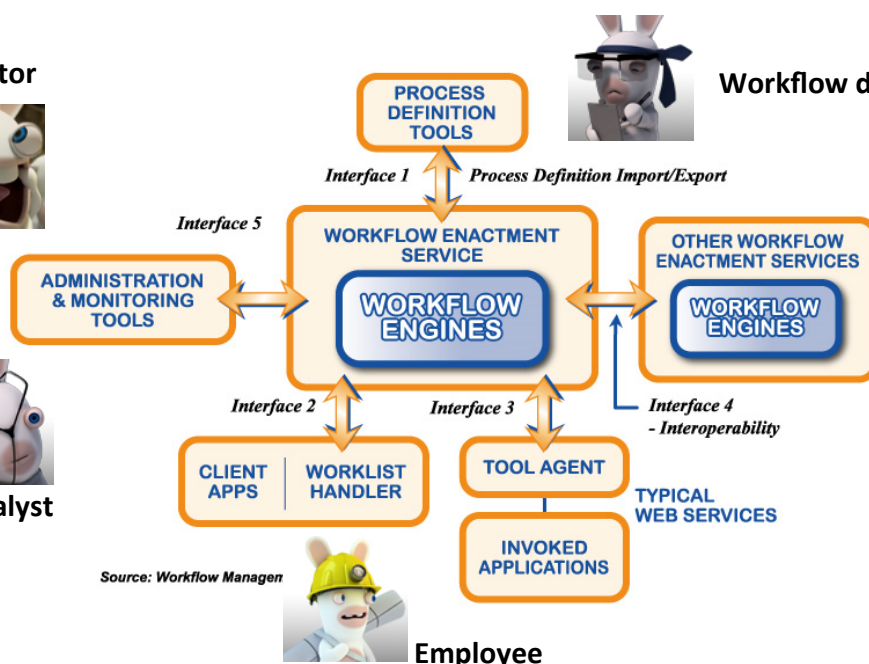 tor
Workflow d
PROCESS
DEFINITION
TOOLS
Interface 1
Process Definition Import/Export
Interface 5
WORKFLOW ENACTMENT
SERVICE
WORKFLOW
ENGINES
OTHER WORKFLOW
ENACTMENT SERVICES
WORKFLOW
ENGINES
ADMINISTRATION
& MONITORING
TOOLS
Interface 2
Interface 3
Interface 4
- Interoperability
CLIENT
APPS
WORKLIST
HANDLER
TOOL AGENT
TYPICAL
WEB SERVICES
INVOKED
APPLICATIONS
alyst
Source: Workflow Managem
Employee